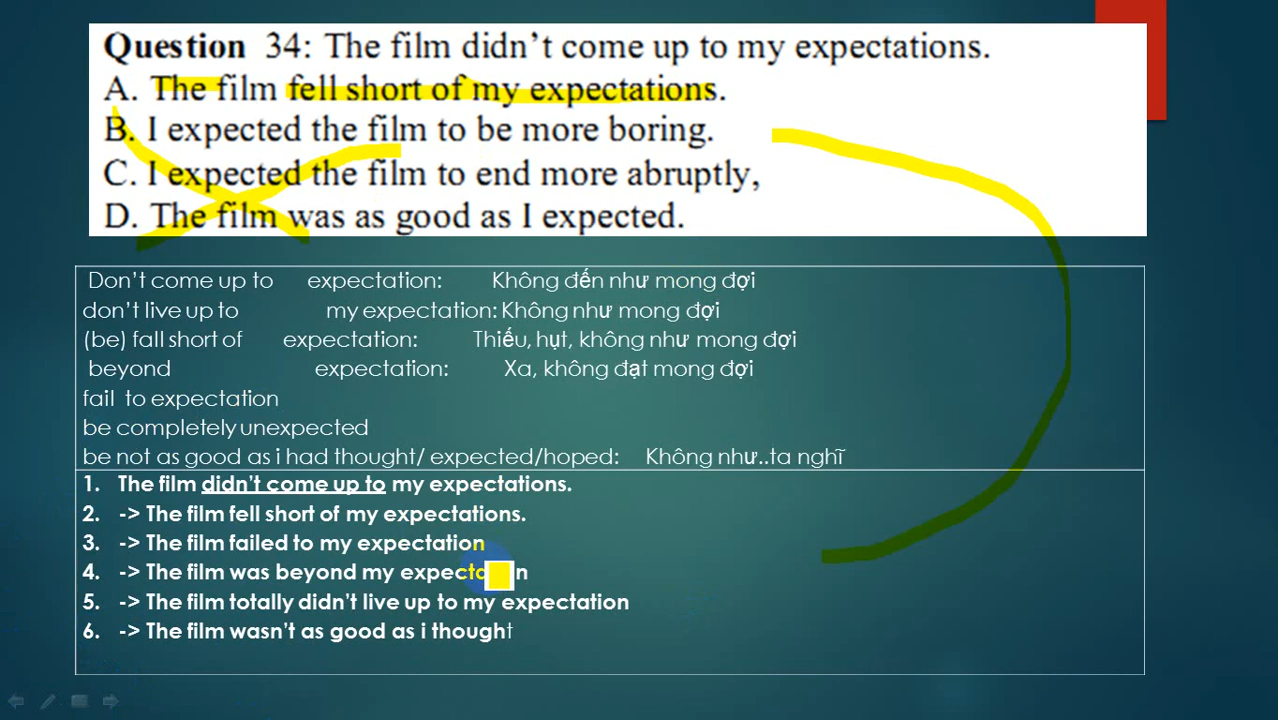 Question 34: The film didn't come up to my expectations.
A. The film fell short of my expectations.
B. I expected the film to be more boring.
C. I expected the film to end more abruptly,
D. The film was as good as I expected.
Don't come up to expectation: Không đến như mong đợi
don't live up to my expectation: Không như mong đợi
(be) fall short of expectation: Thiếu, hụt, không như mong đợi
beyond expectation: Xa, không đạt mong đợi
fail to expectation
be completely unexpected
be not as good as i had thought/ expected/hoped: Không như..ta nghĩ
1. The film didn't come up to my expectations.
2. -> The film fell short of my expectations.
3. -> The film failed to my expectation
4. -> The film was beyond my
5. -> The film totally didn't live up to my expectation
6. -> The film wasn't as good as i thought